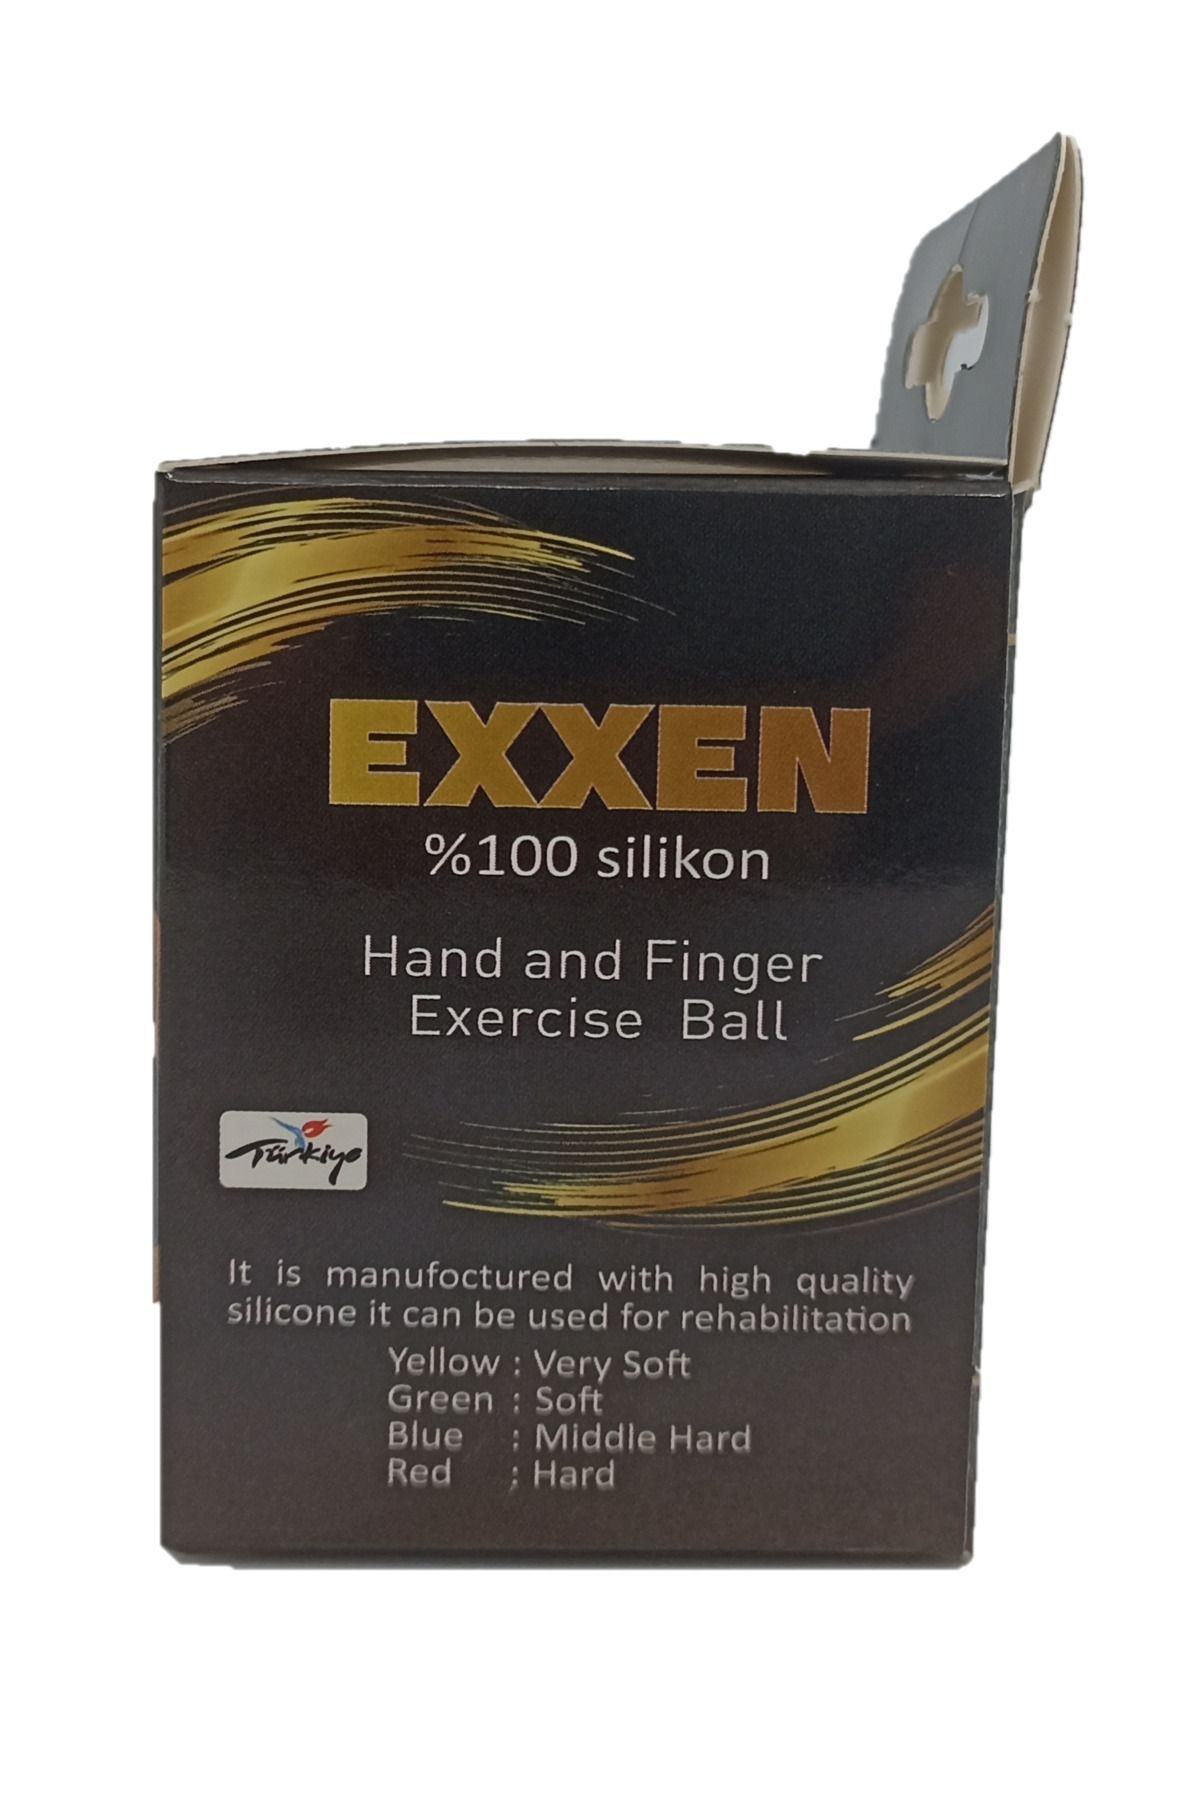 EXXEN
%100 silikon
Hand and Finger
Exercise Ball
Türkiye
It is manufoctured with high quality
silicone it can be used for rehabilitation
Yellow : Very Soft
Green : Soft
Blue : Middle Hard
Red : Hard